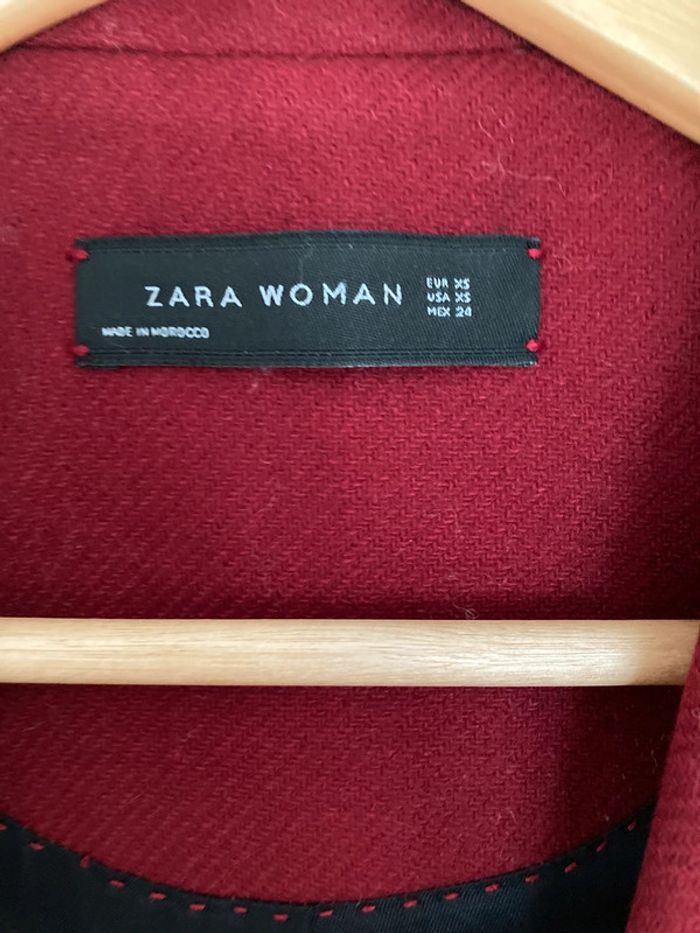 ZARA WOMAN
EUR XS
USA XS
MEX 24
MADE IN MOROCCO